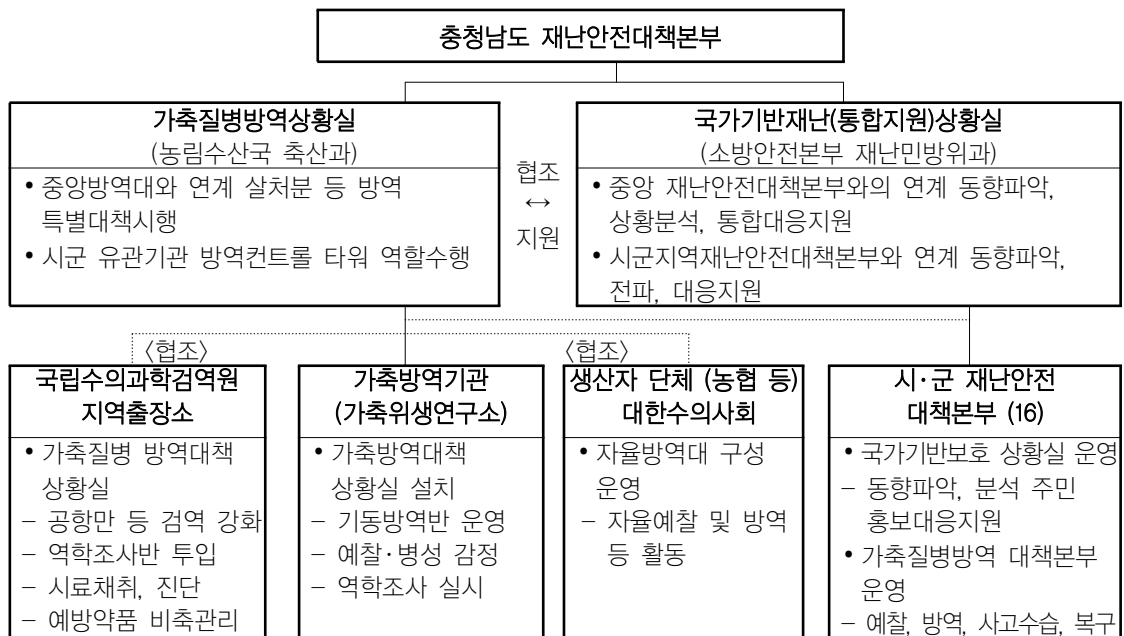 충청남도 재난안전대책본부
가축질병방역상황실
(농림수산국 축산과)
• 중앙방역대와 연계 살처분 등 방역
특별대책시행
• 시군 유관기관 방역컨트롤 타워 역할수행
협조
↔
지원
국가기반재난(통합지원)상황실
(소방안전본부 재난민방위과)
• 중앙 재난안전대책본부와의 연계 동향파악,
상황분석, 통합대응지원
• 시군지역재난안전대책본부와 연계 동향파악,
전파, 대응지원
〈협조〉
〈협조〉
국립수의과학검역원
지역출장소
• 가축질병 방역대책
상황실
– 공항만 등 검역 강화
– 역학조사반 투입
– 시료채취, 진단
– 예방약품 비축관리
가축방역기관
(가축위생연구소)
• 가축방역대책
상황실 설치
– 기동방역반 운영
– 예찰·병성 감정
– 역학조사 실시
생산자 단체 (농협 등)
대한수의사회
• 자율방역대 구성
운영
– 자율예찰 및 방역
등 활동
시·군 재난안전
대책본부 (16)
• 국가기반보호 상황실 운영
– 동향파악, 분석 주민
홍보대응지원
• 가축질병방역 대책본부
운영
– 예찰, 방역, 사고수습, 복구